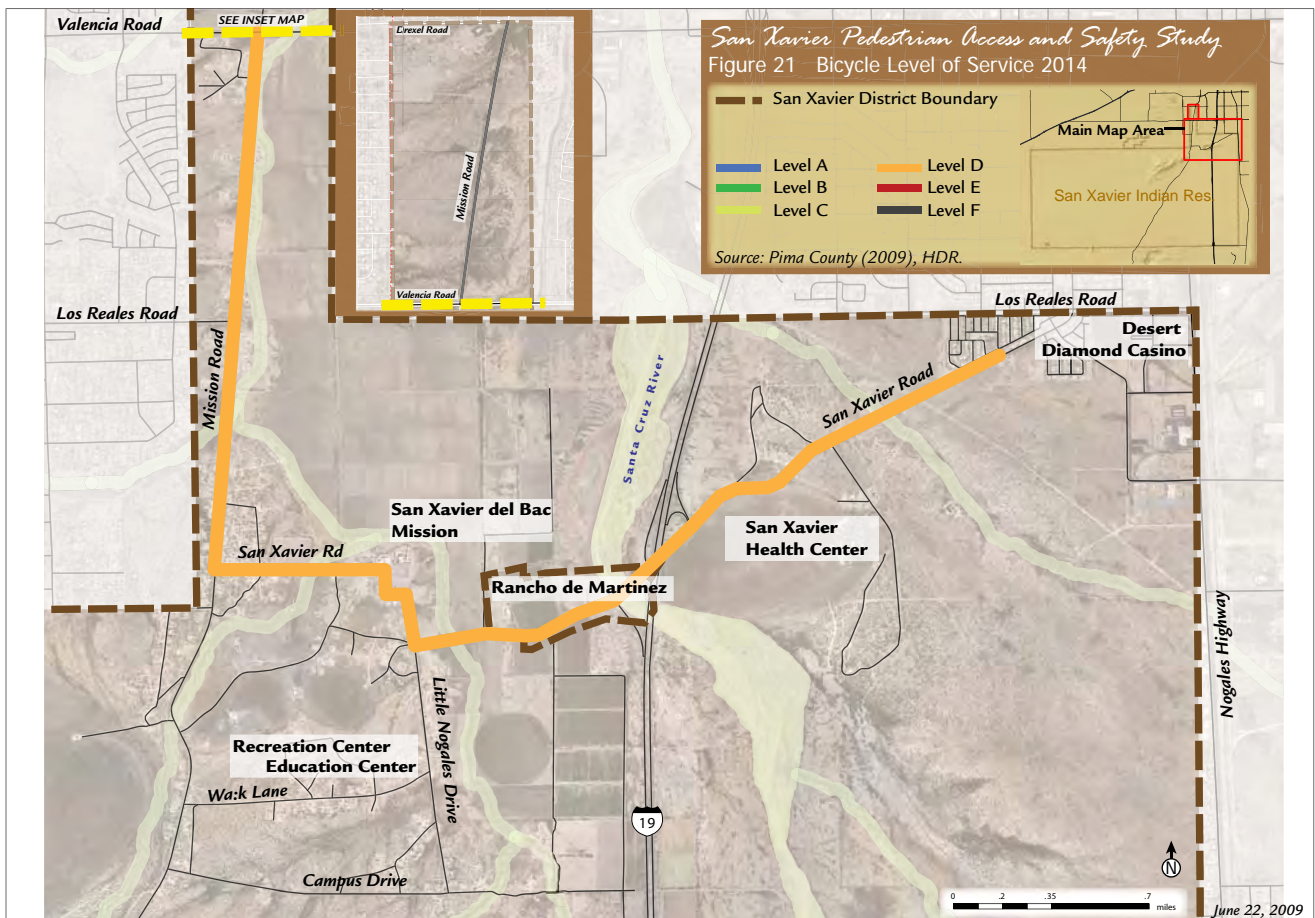 Valencia Road
SEE INSET MAP
Drexel Road
Mission Road
Valencia Road
San Xavier Pedestrian Access and Safety Study
Figure 21 Bicycle Level of Service 2014
San Xavier District Boundary
Level A
Level B
Level C
Level D
Level E
Level F
Main Map Area
San Xavier Indian Res
Source: Pima County (2009), HDR.
Los Reales Road
Los Reales Road
Desert
Diamond Casino
Mission Road
Santa Cruz River
San Xavier Road
San Xavier del Bac
Mission
San Xavier
Health Center
San Xavier Rd
Rancho de Martinez
Nogales Highway
Little Nogales Drive
Recreation Center
Education Center
Wa:k Lane
19
Campus Drive
N
0 .2 .35 .7
miles
June 22, 2009